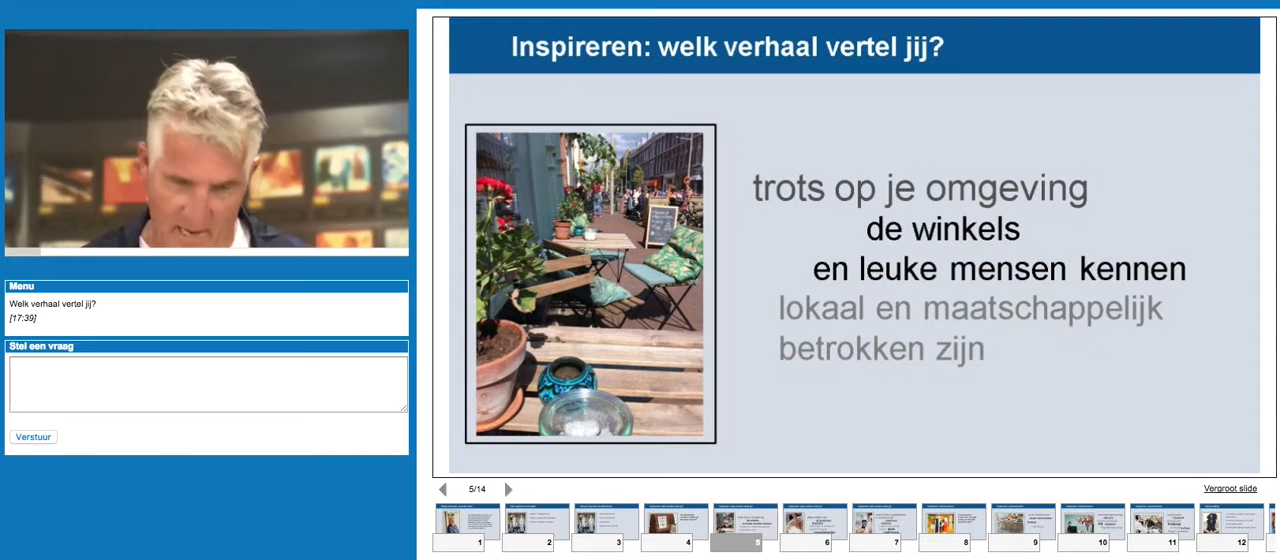 Inspireren: welk verhaal vertel jij?
trots op je omgeving
de winkels
en leuke mensen kennen
lokaal en maatschappelijk
betrokken zijn
Menu
Welk verhaal vertel jij?
[17:39]
Stel een vraag
Verstuur
5/14
Vergroot slide
1
2
3
4
5
6
7
8
9
10
11
12